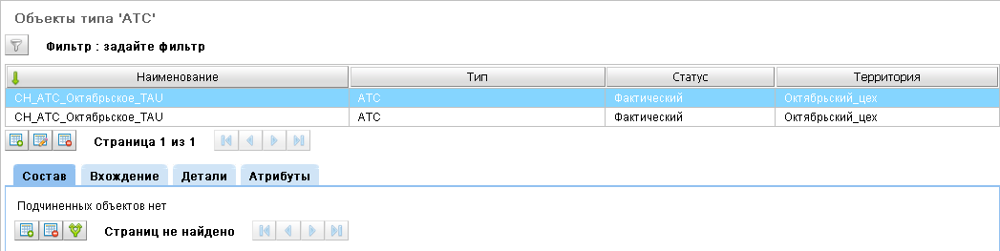 Объекты типа 'АТС'
Фильтр : задайте фильтр
Наименование Тип Статус Территория
CH_АТС_Октябрьское_TAU АТС Фактический Октябрьский_цех
CH_АТС_Октябрьское_TAU АТС Фактический Октябрьский_цех
Страница 1 из 1
Состав Вхождение Детали Атрибуты
Подчиненных объектов нет
Страниц не найдено